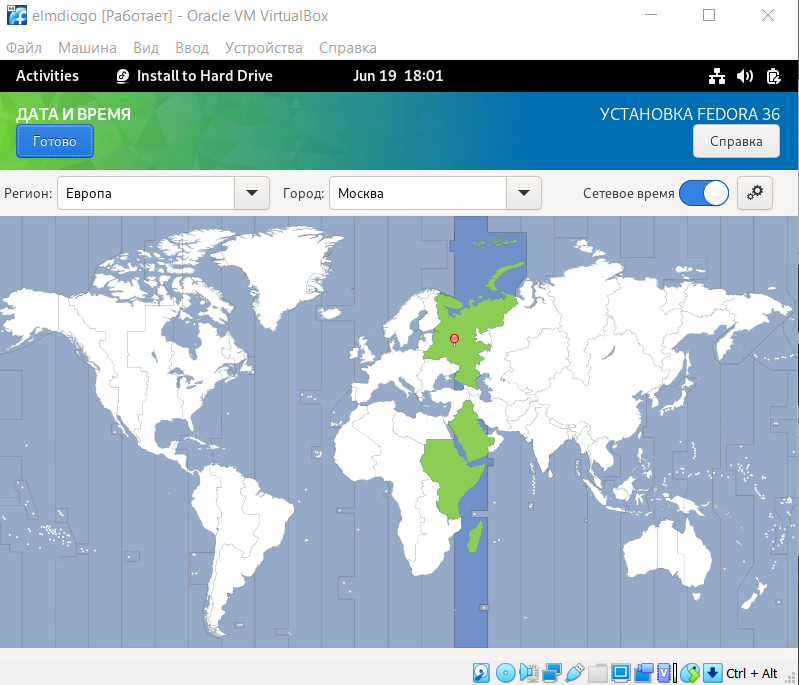 elmdiogo [Работает] - Oracle VM VirtualBox
Файл Машина Вид Ввод Устройства Справка
Activities Install to Hard Drive Jun 19 18:01
ДАТА И ВРЕМЯ УСТАНОВКА FEDORA 36
Готово Справка
Регион: Европа Город: Москва Сетевое время
Ctrl + Alt